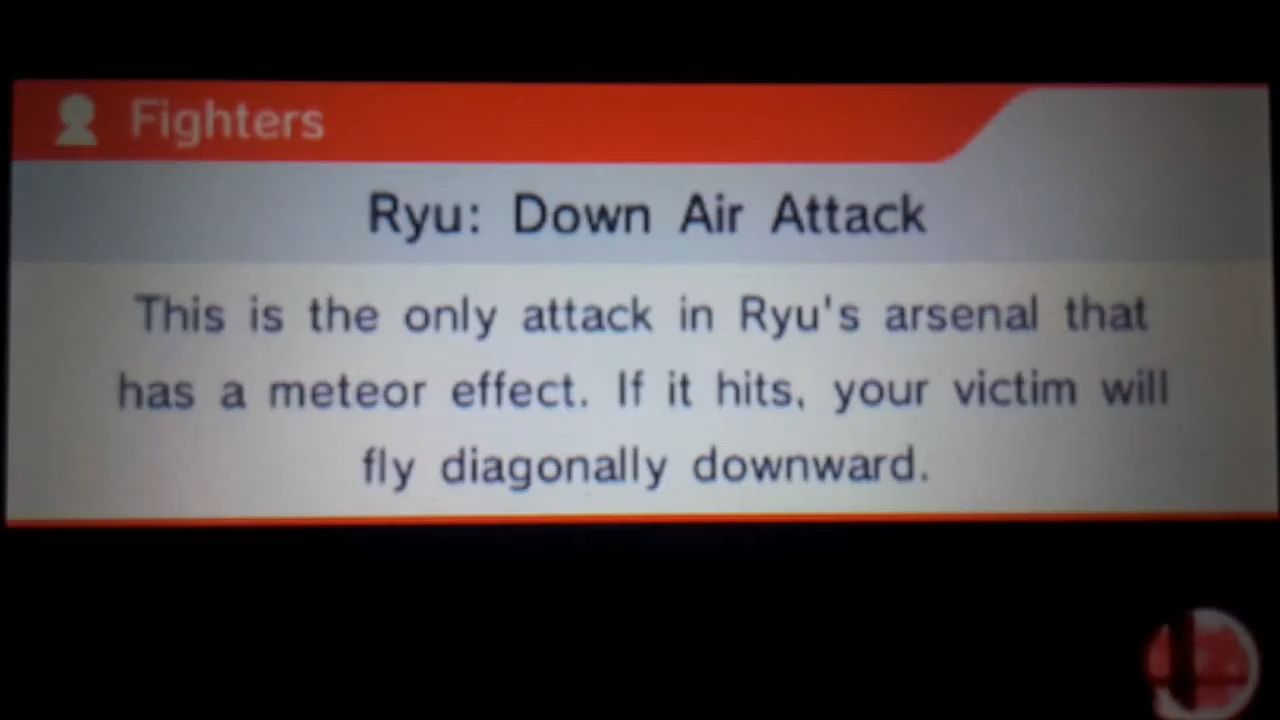 Fighters
Ryu: Down Air Attack
This is the only attack in Ryu's arsenal that
has a meteor effect. If it hits, your victim will
fly diagonally downward.